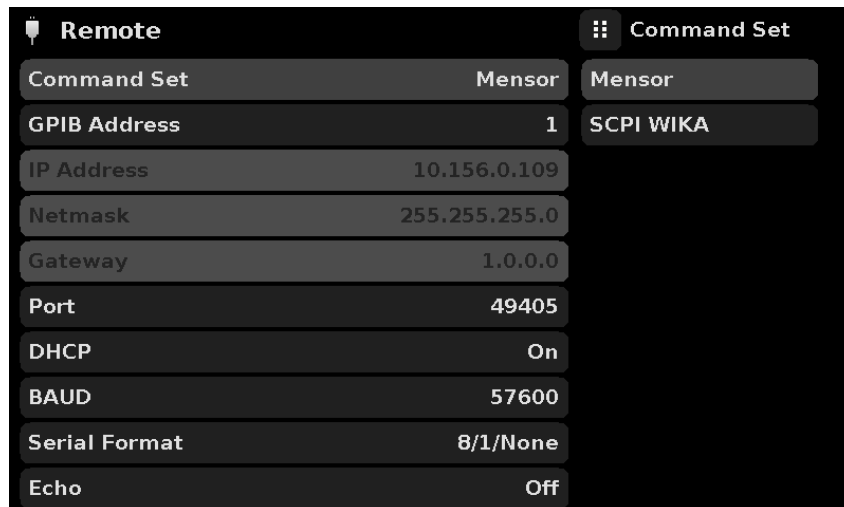 Remote
Command Set Mensor
GPIB Address 1
IP Address 10.156.0.109
Netmask 255.255.255.0
Gateway 1.0.0.0
Port 49405
DHCP On
BAUD 57600
Serial Format 8/1/None
Echo Off
Command Set
Mensor
SCPI WIKA